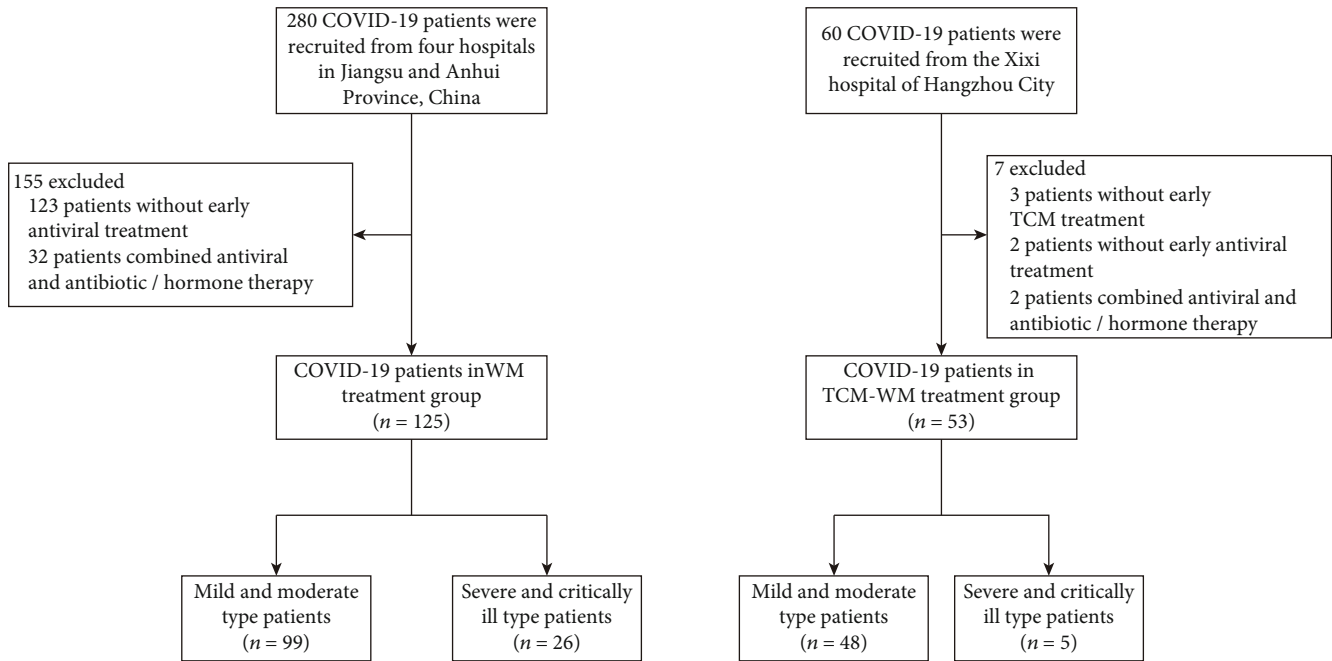 280 COVID-19 patients were
recruited from four hospitals
in Jiangsu and Anhui
Province, China
60 COVID-19 patients were
recruited from the Xixi
hospital of Hangzhou City
155 excluded
123 patients without early
antiviral treatment
32 patients combined antiviral
and antibiotic / hormone therapy
7 excluded
3 patients without early
TCM treatment
2 patients without early antiviral
treatment
2 patients combined antiviral and
antibiotic / hormone therapy
COVID-19 patients inWM
treatment group
(n = 125)
COVID-19 patients in
TCM-WM treatment group
(n = 53)
Mild and moderate
type patients
(n = 99)
Severe and critically
ill type patients
(n = 26)
Mild and moderate
type patients
(n = 48)
Severe and critically
ill type patients
(n = 5)